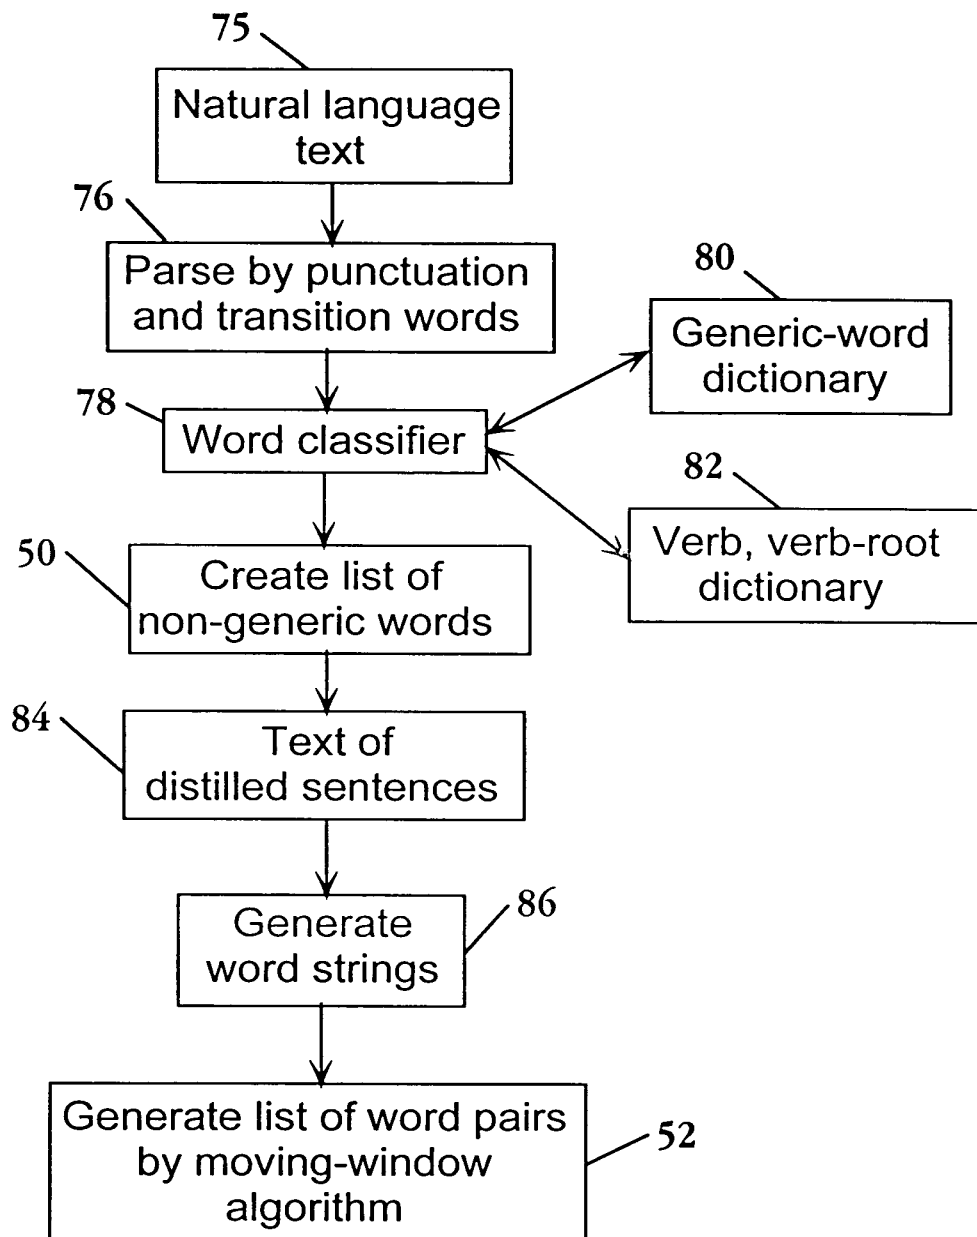 75
Natural language
text
76
Parse by punctuation
and transition words
80
Generic-word
dictionary
78
Word classifier
82
Verb, verb-root
dictionary
50
Create list of
non-generic words
84
Text of
distilled sentences
86
Generate
word strings
Generate list of word pairs
by moving-window
algorithm
52